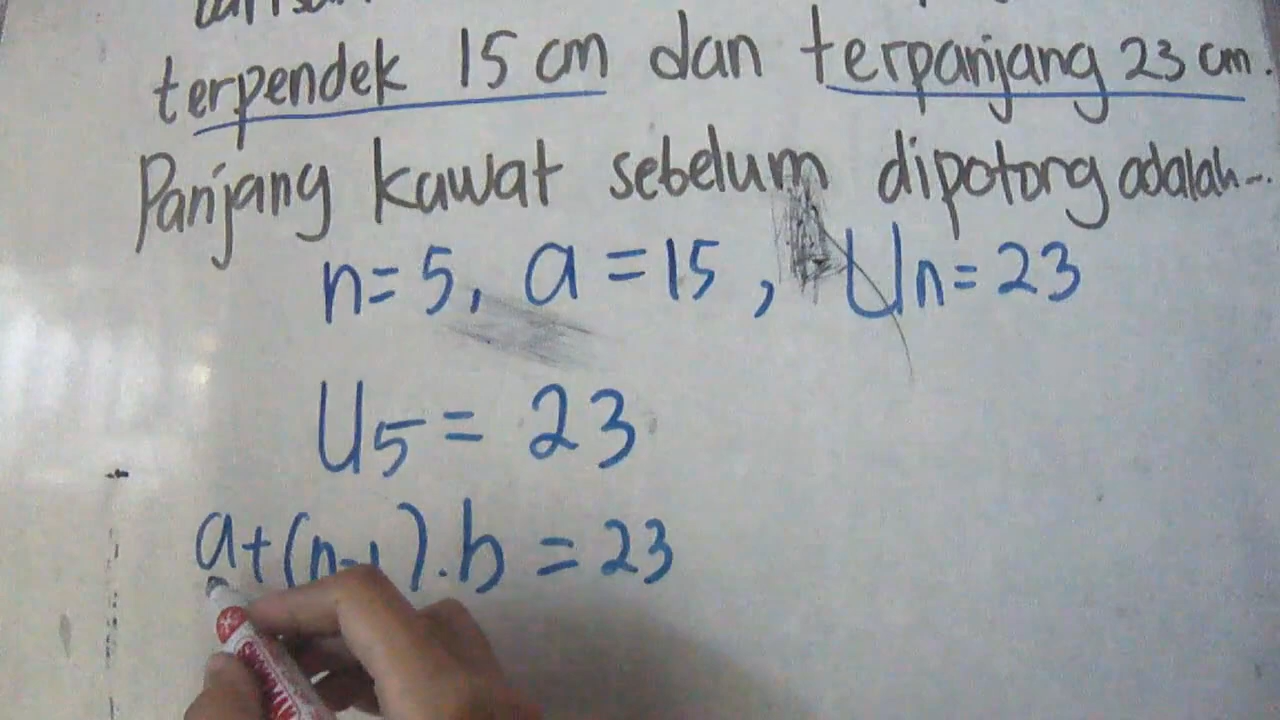 terpendek 15 cm dan terpanjang 23 cm.
Panjang kawat sebelum dipotong adalah...
n = 5, a = 15, Un = 23
U5 = 23
a + (n-1).b = 23